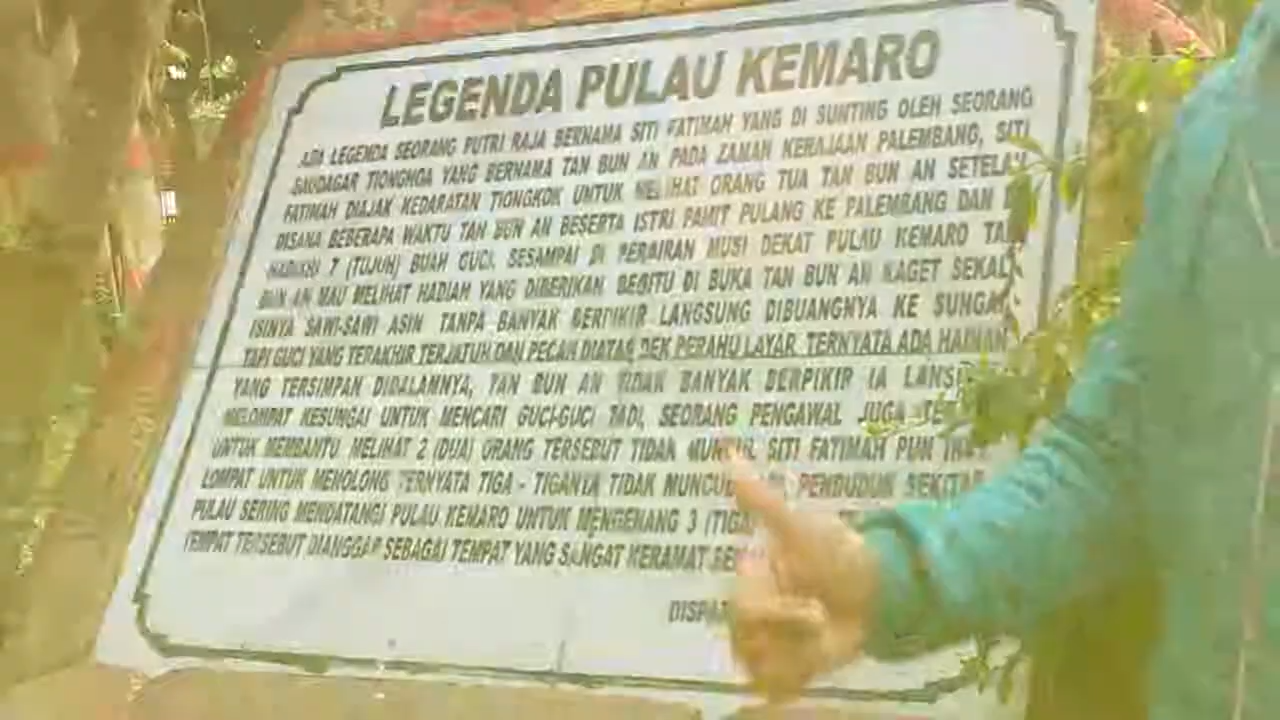 LEGENDA PULAU KEMARO
ADA LEGENDA SEORANG PUTRI RAJA BERNAMA SITI FATIMAH YANG DI SUNTING OLEH SEORANG
SAUDAGAR TIONGHOA YANG BERNAMA TAN BUN AN PADA ZAMAN KERAJAAN PALEMBANG, SITI
FATIMAH DIAJAK KEDARATAN TIONGKOK UNTUK MELIHAT ORANG TUA TAN BUN AN SETELAH
DISANA BEBERAPA WAKTU TAN BUN AN BESERTA ISTRI PAMIT PULANG KE PALEMBANG DAN
HADIAHI 7 (TUJUH) BUAH GUCI, SESAMPAI DI PERAIRAN MUSI DEKAT PULAU KEMARO TAN
BUN AN MAU MELIHAT HADIAH YANG DIBERIKAN BEGITU DI BUKA TAN BUN AN KAGET SEKALI
ISINYA SAWI-SAWI ASIN TANPA BANYAK BERPIKIR LANGSUNG DIBUANGNYA KE SUNGAI
TAPI GUCI YANG TERAKHIR TERJATUH DAN PECAH DIATAS DEK PERAHU LAYAR TERNYATA ADA HADIAH
YANG TERSIMPAN DIDALAMNYA, TAN BUN AN TIDAK BANYAK BERPIKIR IA
MELOMPAT KESUNGAI UNTUK MENCARI GUCI-GUCI TADI, SEORANG PENGAWAL JUGA
UNTUK MEMBANTU MELIHAT 2 (DUA) ORANG TERSEBUT TIDAK MUNCUL SITI FATIMAH PUN
LOMPAT UNTUK MENOLONG TERNYATA TIGA - TIGANYA TIDAK PENDUDUK SEKITAR
PULAU SERING MENDATANGI PULAU KEMARO UNTUK MENGENANG 3 (TIGA
TEMPAT TERSEBUT DIANGGAP SEBAGAI TEMPAT YANG SANGAT KERAMAT